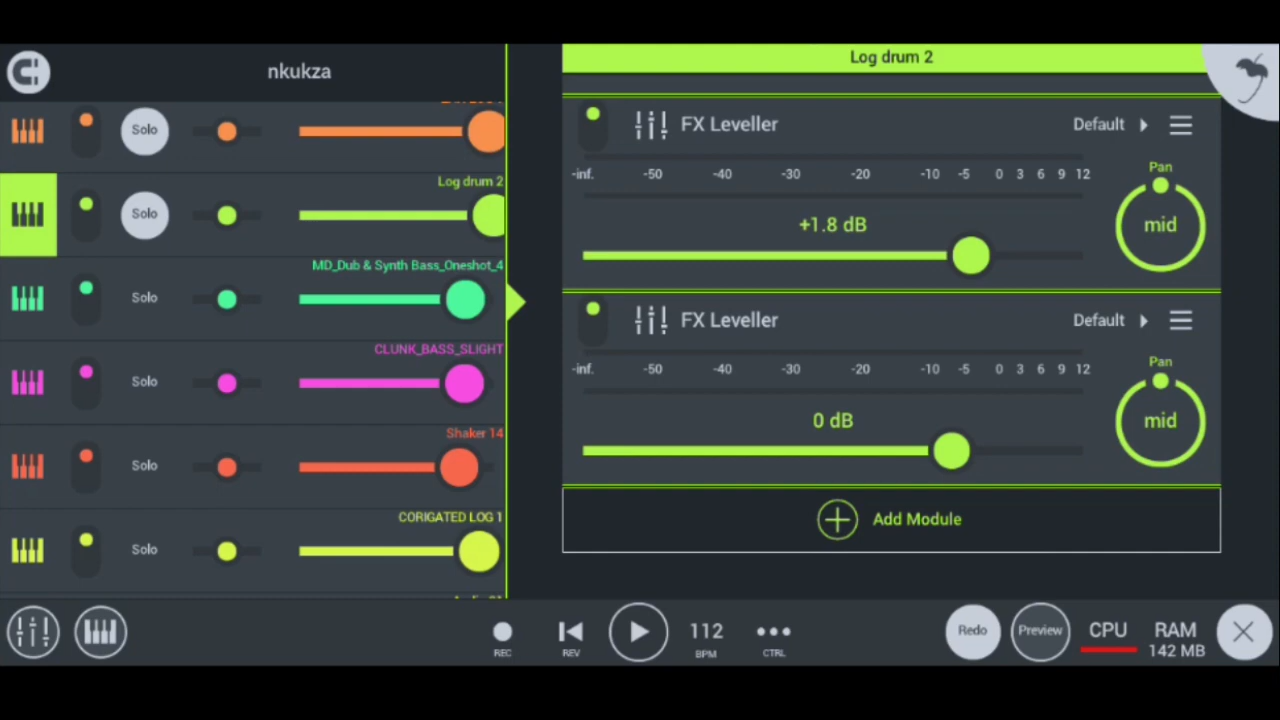 nkukza
Solo
Log drum 2
Solo
MD_Dub & Synth Bass_Oneshot_4
Solo
CLUNK_BASS_SLIGHT
Solo
Shaker 14
Solo
CORIGATED LOG 1
Solo
Log drum 2
FX Leveller
Default
-inf. -50 -40 -30 -20 -10 -5 0 3 6 9 12
Pan
+1.8 dB
mid
FX Leveller
Default
-inf. -50 -40 -30 -20 -10 -5 0 3 6 9 12
Pan
0 dB
mid
Add Module
REC
REV
112
BPM
CTRL
Redo
Preview
CPU
RAM
142 MB